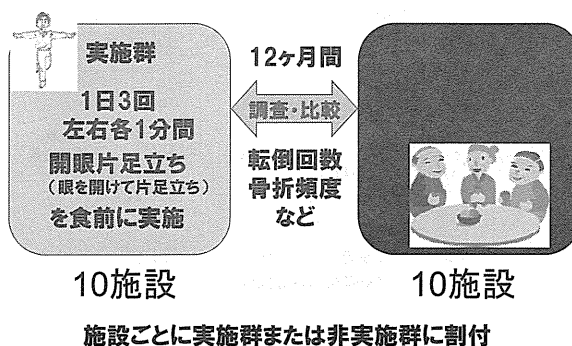 実施群
1日3回
左右各1分間
開眼片足立ち
（眼を開けて片足立ち）
を食前に実施
12ヶ月間
調査・比較
転倒回数
骨折頻度
など
10施設
10施設
施設ごとに実施群または非実施群に割付